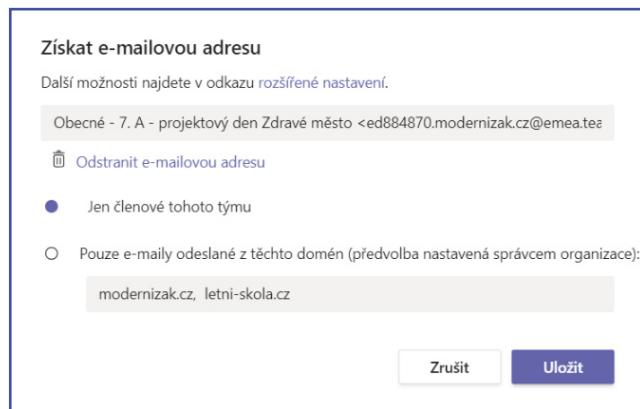 Získat e-mailovou adresu
Další možnosti najdete v odkazu rozšířené nastavení.
Obecné - 7. A - projektový den Zdravé město <ed884870.modernizak.cz@emea.tea
Odstranit e-mailovou adresu
Jen členové tohoto týmu
Pouze e-maily odeslané z těchto domén (předvolba nastavená správcem organizace):
modernizak.cz, letni-skola.cz
Zrušit Uložit